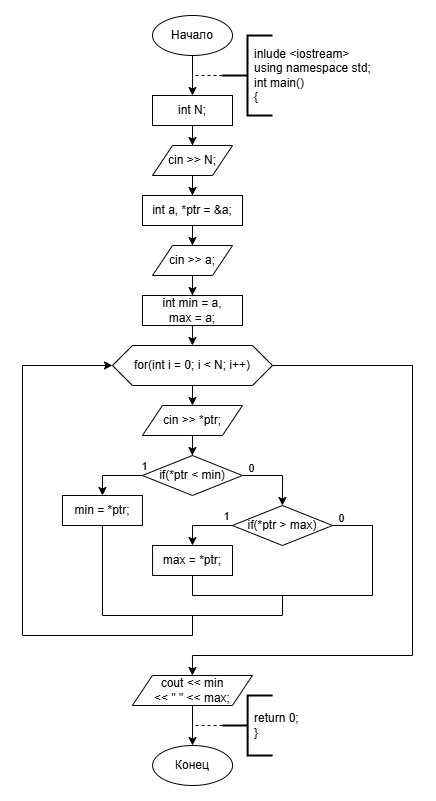 Начало
inlude <iostream>
using namespace std;
int main()
{
int N;
cin >> N;
int a, *ptr = &a;
cin >> a;
int min = a,
max = a;
for(int i = 0; i < N; i++)
cin >> *ptr;
if(*ptr < min)
1
0
min = *ptr;
if(*ptr > max)
1
0
max = *ptr;
cout << min
<< " " << max;
return 0;
}
Конец